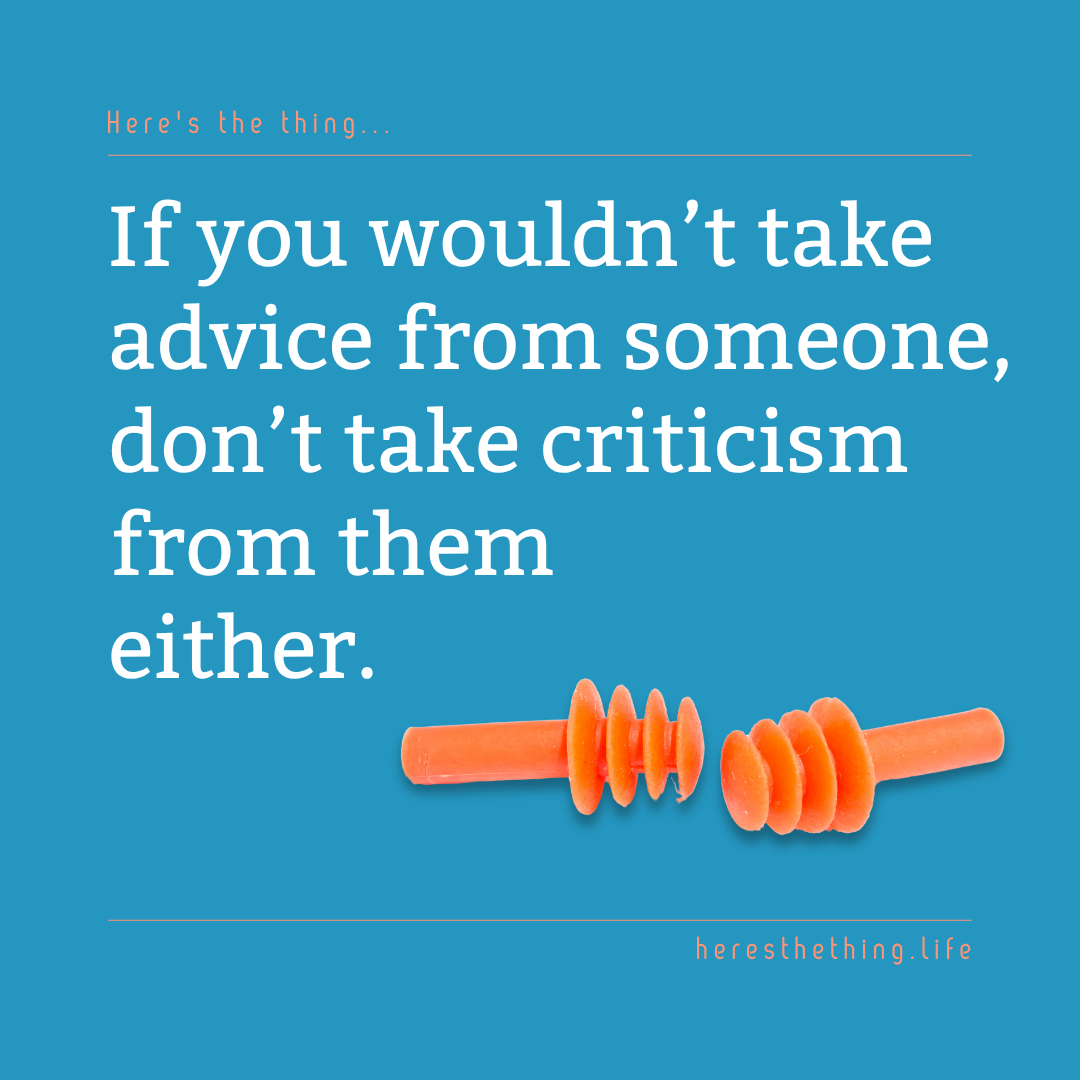 Here's the thing...
If you wouldn’t take
advice from someone,
don’t take criticism
from them
either.
heresthething.life